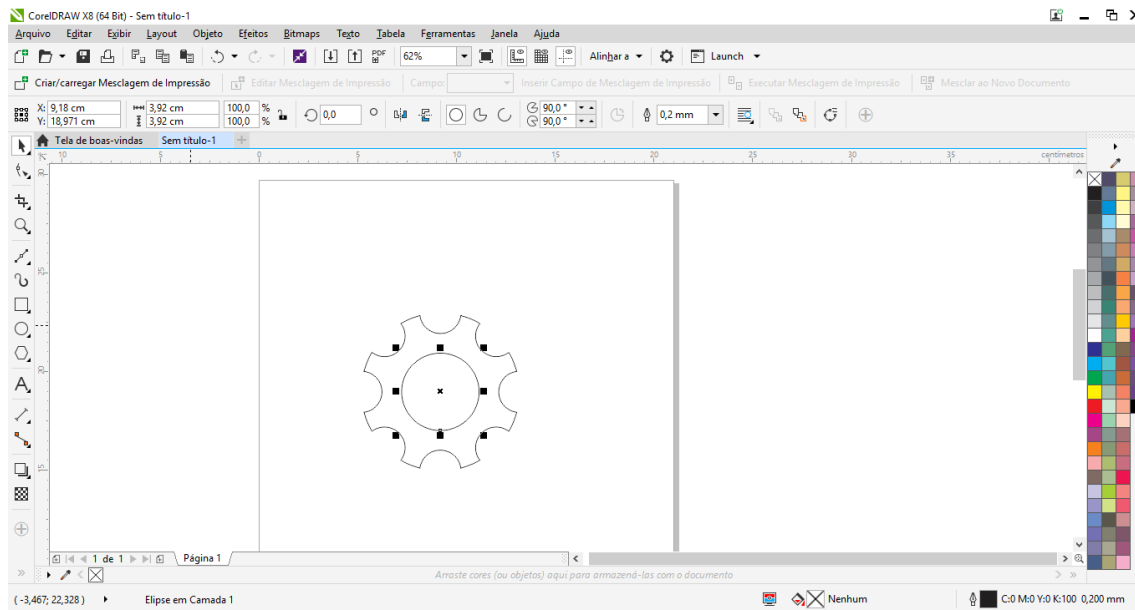 CorelDRAW X8 (64 Bit) - Sem título-1
Arquivo Editar Exibir Layout Objeto Efeitos Bitmaps Texto Tabela Ferramentas Janela Ajuda
PDF 62% Alinhar a Launch
Criar/carregar Mesclagem de Impressão Editar Mesclagem de Impressão Campo: Inserir Campo de Mesclagem de Impressão Executar Mesclagem de Impressão Mesclar ao Novo Documento
X: 9,18 cm 3,92 cm 100,0 % 0,0 ° 90,0 ° 0,2 mm
Y: 18,971 cm 3,92 cm 100,0 % 90,0 °
Tela de boas-vindas Sem título-1
10 5 0 5 10 15 20 25 30 35 centímetros
30
25
20
15
1 de 1 Página 1
Arraste cores (ou objetos) aqui para armazená-las com o documento
( -3,467; 22,328 ) Elipse em Camada 1 Nenhum C:0 M:0 Y:0 K:100 0,200 mm